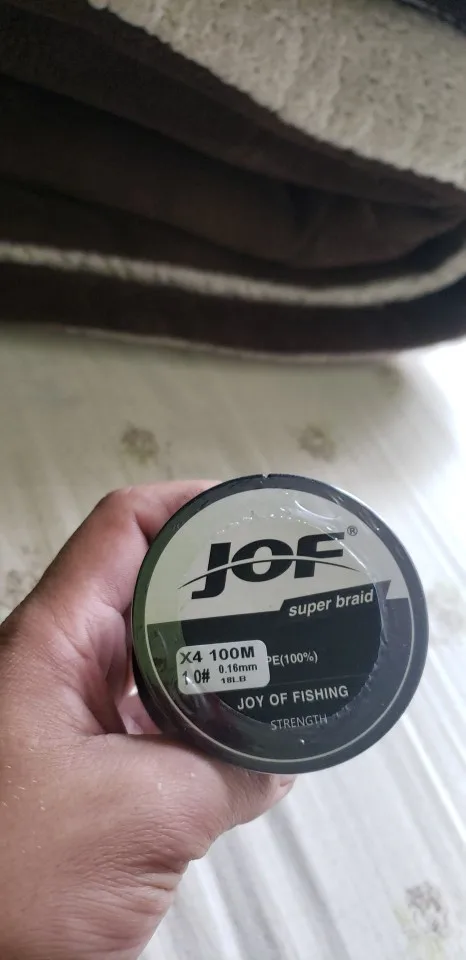 JOF®
super braid
PE(100%)
X4 100M
1.0# 0.16mm
18LB
JOY OF FISHING
STRENGTH